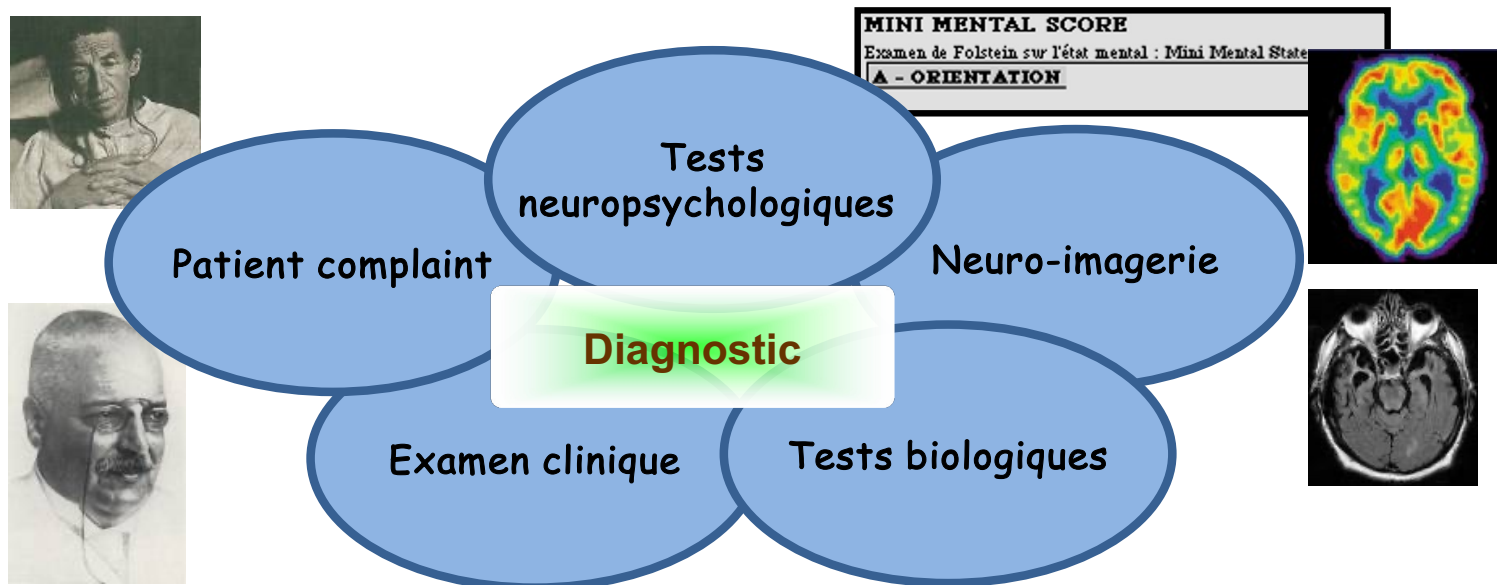 MINI MENTAL SCORE
Examen de Folstein sur l'état mental : Mini Mental State
A - ORIENTATION
Tests
neuropsychologiques
Patient complaint
Neuro-imagerie
Diagnostic
Examen clinique
Tests biologiques